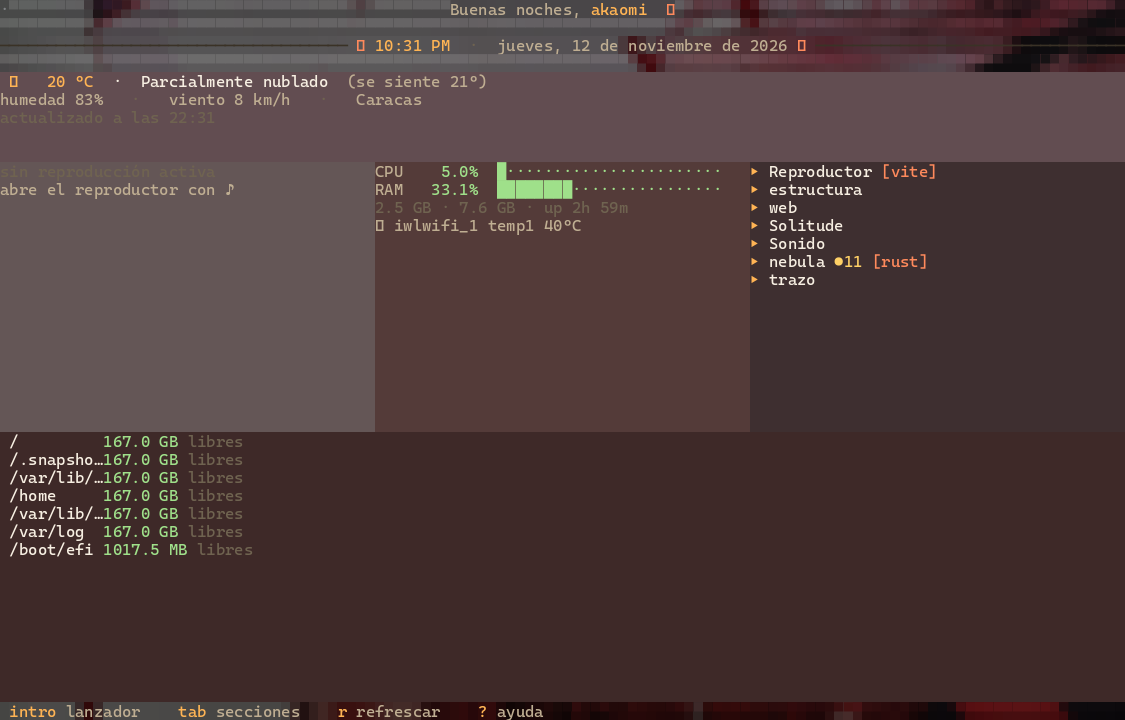 Buenas noches, akaomi
10:31 PM · jueves, 12 de noviembre de 2026
20 °C · Parcialmente nublado (se siente 21°)
humedad 83% · viento 8 km/h · Caracas
actualizado a las 22:31
sin reproducción activa
abre el reproductor con ♪
CPU 5.0%
RAM 33.1%
2.5 GB · 7.6 GB · up 2h 59m
iwlwifi_1 temp1 40°C
▸ Reproductor [vite]
▸ estructura
▸ web
▸ Solitude
▸ Sonido
▸ nebula ●11 [rust]
▸ trazo
/ 167.0 GB libres
/.snapsho…167.0 GB libres
/var/lib/…167.0 GB libres
/home 167.0 GB libres
/var/lib/…167.0 GB libres
/var/log 167.0 GB libres
/boot/efi 1017.5 MB libres
intro lanzador tab secciones r refrescar ? ayuda